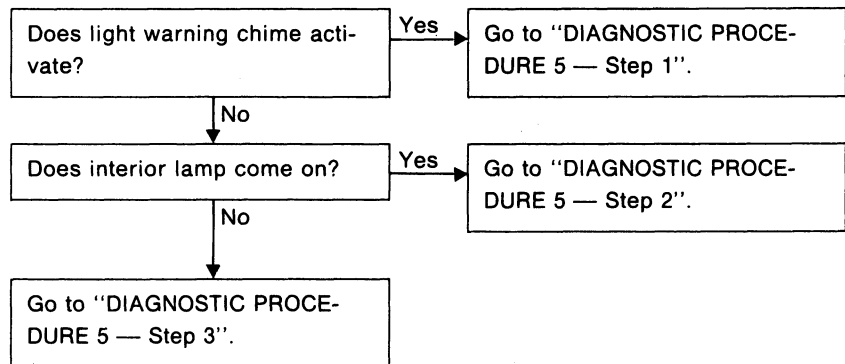 Does light warning chime acti-
vate?
Yes
Go to “DIAGNOSTIC PROCE-
DURE 5 — Step 1”.
No
Does interior lamp come on?
Yes
Go to “DIAGNOSTIC PROCE-
DURE 5 — Step 2”.
No
Go to “DIAGNOSTIC PROCE-
DURE 5 — Step 3”.